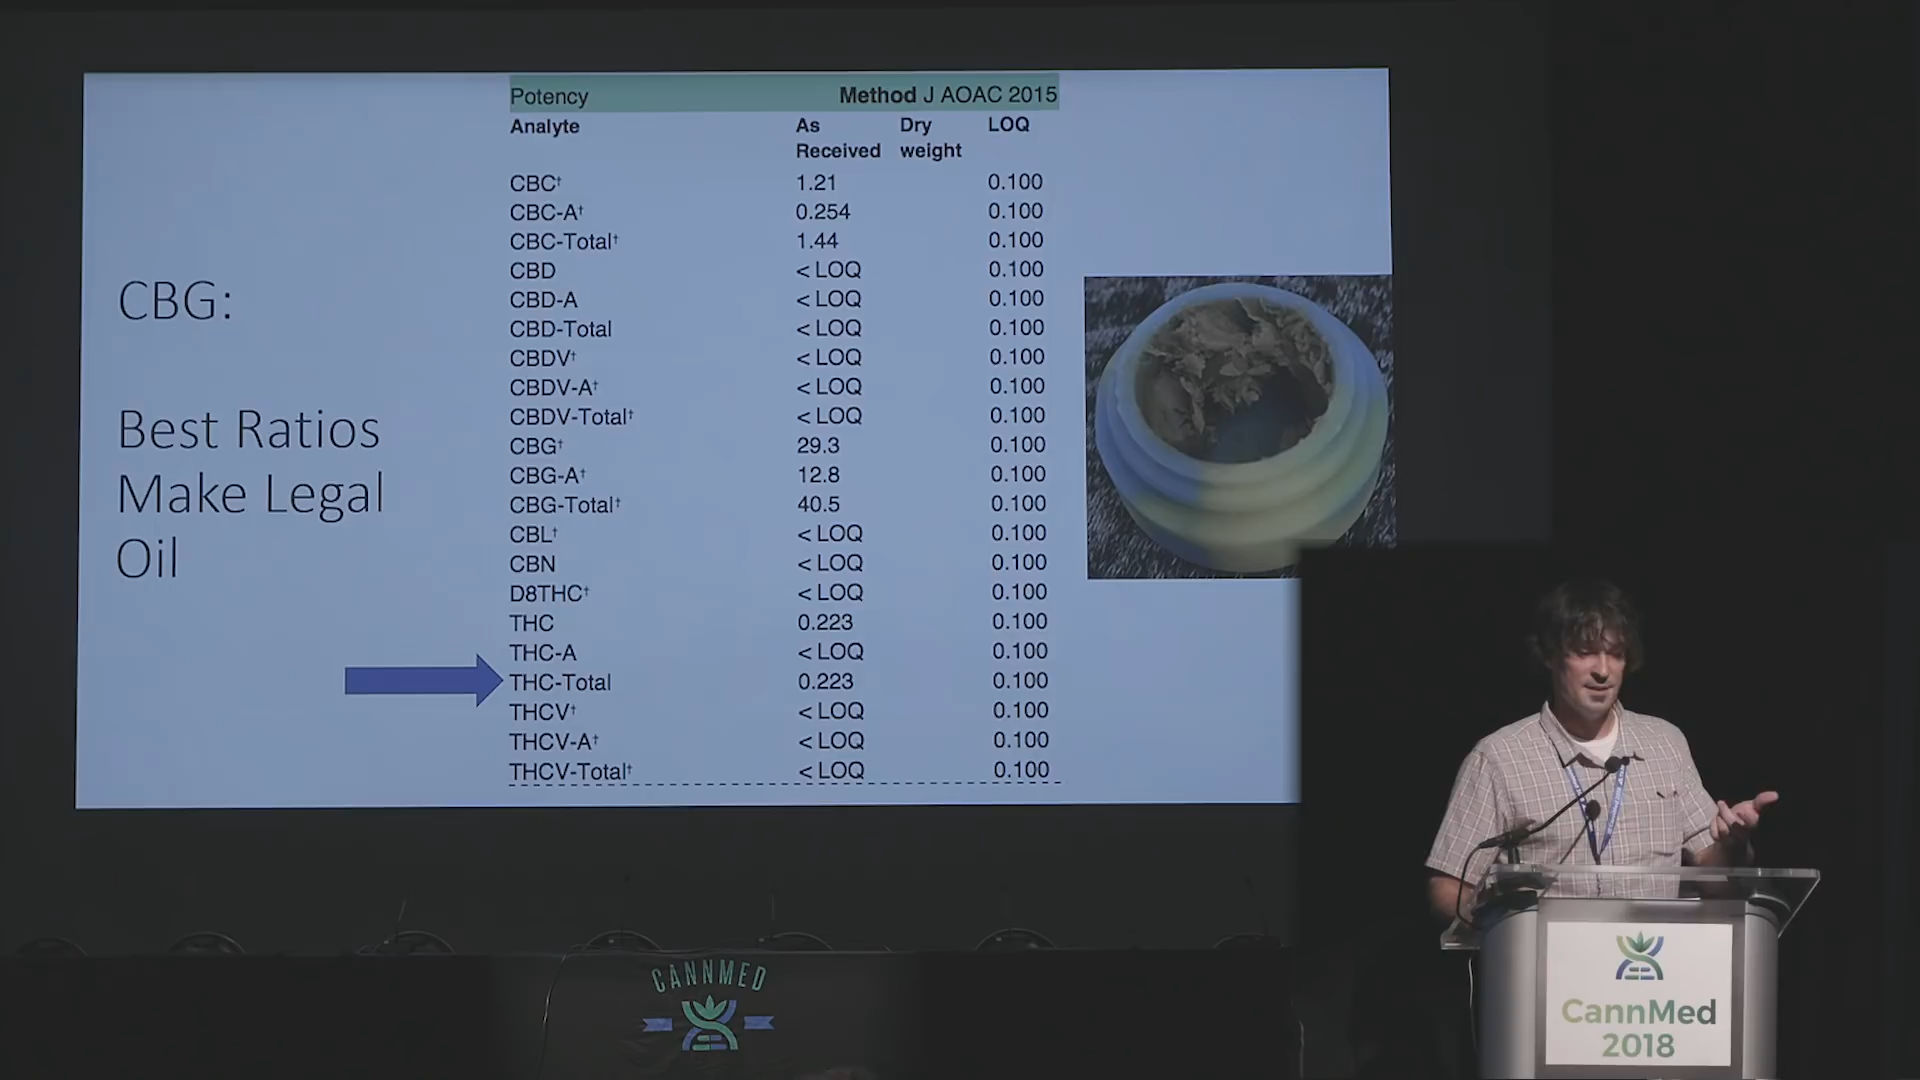 CBG:
Best Ratios
Make Legal
Oil
Potency Method J AOAC 2015
Analyte As Received Dry weight LOQ
CBC† 1.21 0.100
CBC-A† 0.254 0.100
CBC-Total† 1.44 0.100
CBD < LOQ 0.100
CBD-A < LOQ 0.100
CBD-Total < LOQ 0.100
CBDV† < LOQ 0.100
CBDV-A† < LOQ 0.100
CBDV-Total† < LOQ 0.100
CBG† 29.3 0.100
CBG-A† 12.8 0.100
CBG-Total† 40.5 0.100
CBL† < LOQ 0.100
CBN < LOQ 0.100
D8THC† < LOQ 0.100
THC 0.223 0.100
THC-A < LOQ 0.100
THC-Total 0.223 0.100
THCV† < LOQ 0.100
THCV-A† < LOQ 0.100
THCV-Total† < LOQ 0.100
CANNMED
CannMed
2018